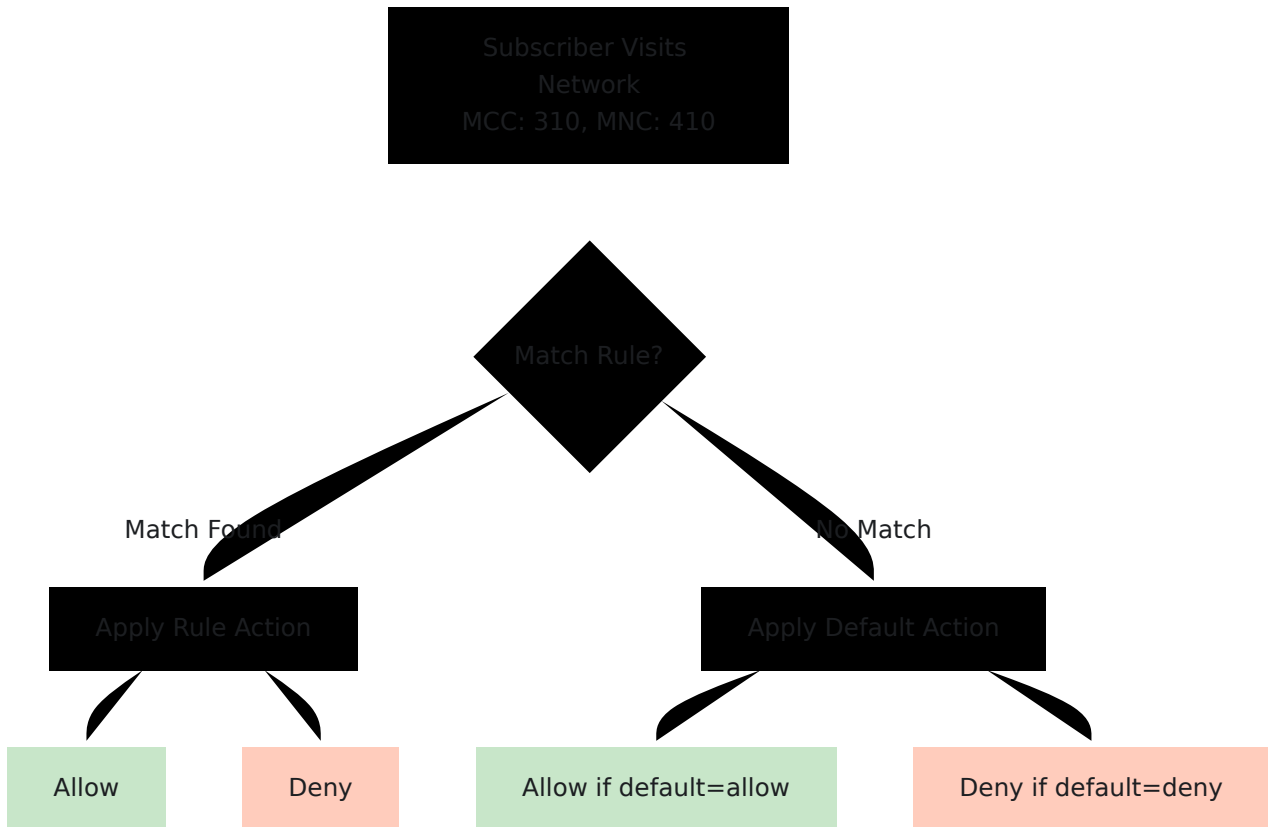 Subscriber Visits
Network
MCC: 310, MNC: 410
Match Rule?
Match Found
No Match
Apply Rule Action
Apply Default Action
Allow
Deny
Allow if default=allow
Deny if default=deny